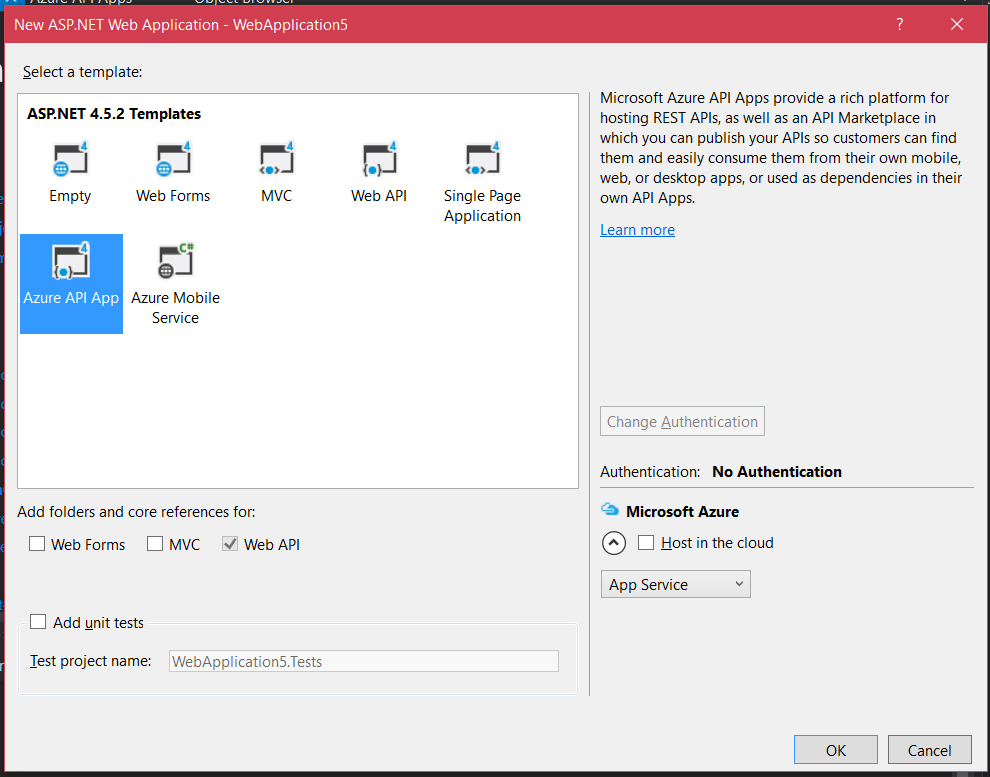 Azure API Apps Object Browser
New ASP.NET Web Application - WebApplication5
?
Select a template:
ASP.NET 4.5.2 Templates
4 4 4 4 4
Empty Web Forms MVC Web API Single Page
Application
4 C#
Azure API App Azure Mobile
Service
Microsoft Azure API Apps provide a rich platform for
hosting REST APIs, as well as an API Marketplace in
which you can publish your APIs so customers can find
them and easily consume them from their own mobile,
web, or desktop apps, or used as dependencies in their
own API Apps.
Learn more
Change Authentication
Authentication: No Authentication
Microsoft Azure
Host in the cloud
App Service
Add folders and core references for:
Web Forms MVC Web API
Add unit tests
Test project name: WebApplication5.Tests
OK Cancel